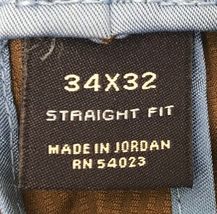 34X32
STRAIGHT FIT
MADE IN JORDAN
RN 54023